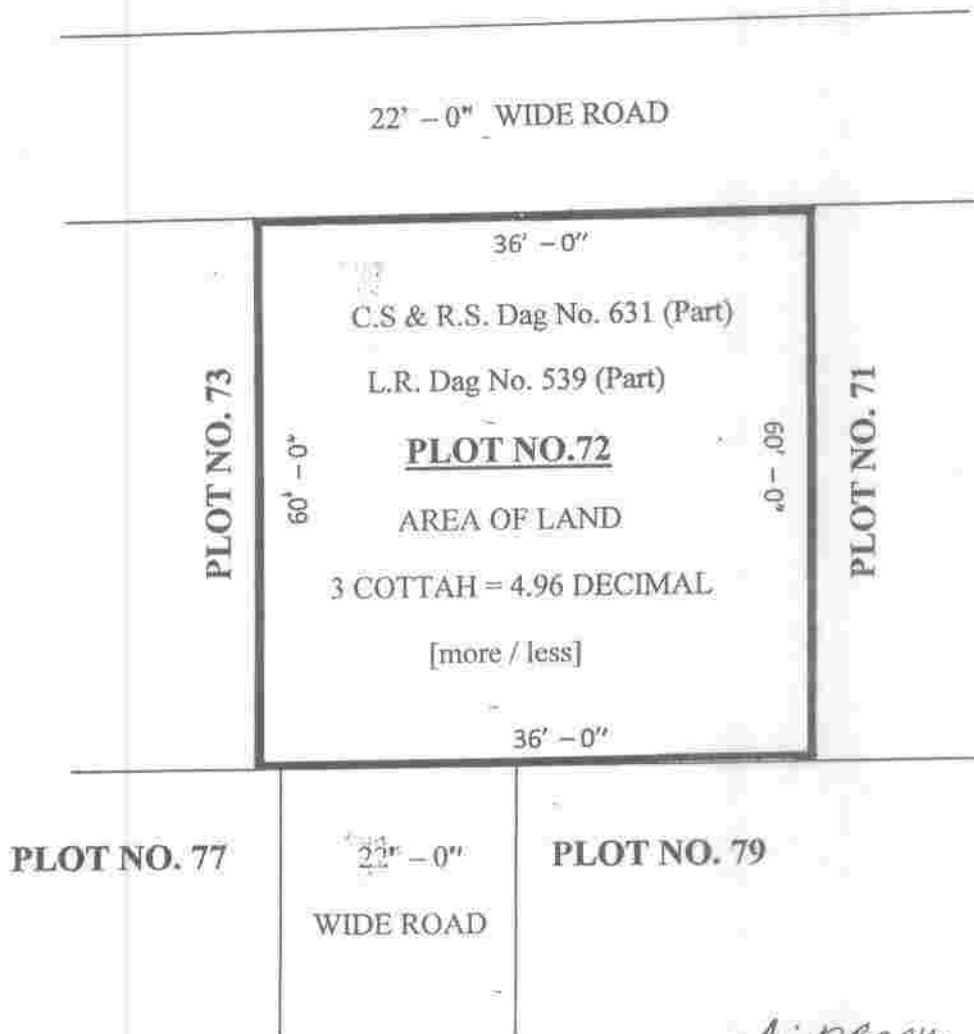 22' – 0" WIDE ROAD
36' – 0"
C.S & R.S. Dag No. 631 (Part)
L.R. Dag No. 539 (Part)
PLOT NO. 73
60' – 0"
PLOT NO.72
60' – 0"
PLOT NO. 71
AREA OF LAND
3 COTTAH = 4.96 DECIMAL
[more / less]
36' – 0"
PLOT NO. 77
22' – 0"
PLOT NO. 79
WIDE ROAD